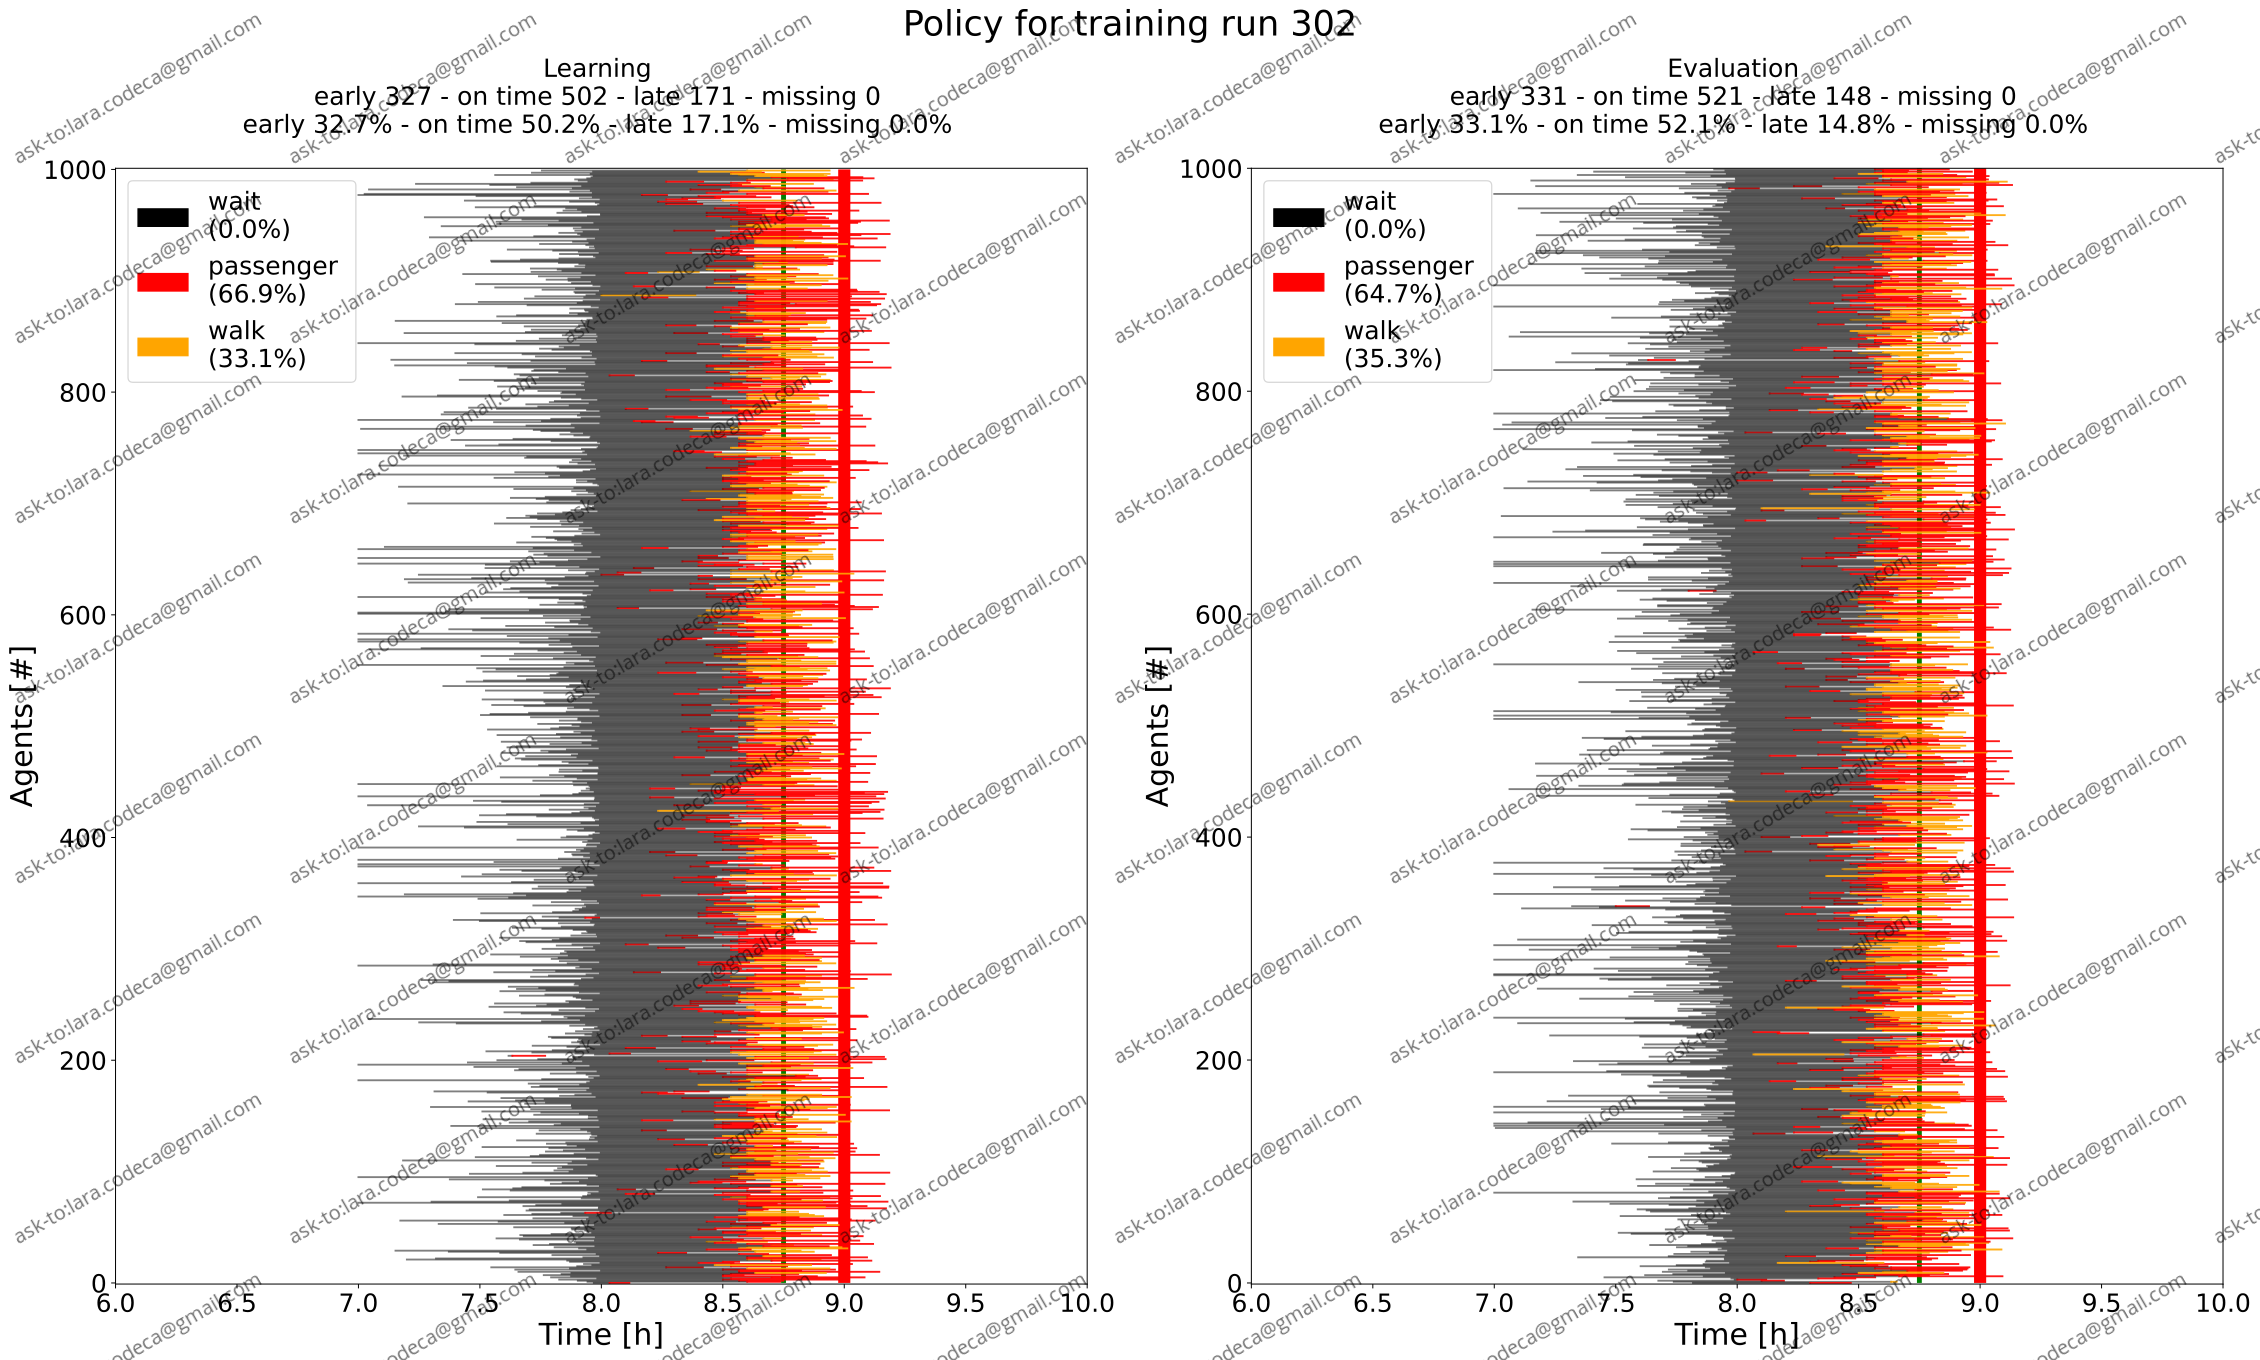 Policy for training run 302
Learning
early 327 - on time 502 - late 171 - missing 0
early 32.7% - on time 50.2% - late 17.1% - missing 0.0%
wait
(0.0%)
passenger
(66.9%)
walk
(33.1%)
1000
800
600
400
200
0
Agents [#]
6.0 6.5 7.0 7.5 8.0 8.5 9.0 9.5 10.0
Time [h]
Evaluation
early 331 - on time 521 - late 148 - missing 0
early 33.1% - on time 52.1% - late 14.8% - missing 0.0%
wait
(0.0%)
passenger
(64.7%)
walk
(35.3%)
1000
800
600
400
200
0
Agents [#]
6.0 6.5 7.0 7.5 8.0 8.5 9.0 9.5 10.0
Time [h]
ask-to:lara.codeca@gmail.com